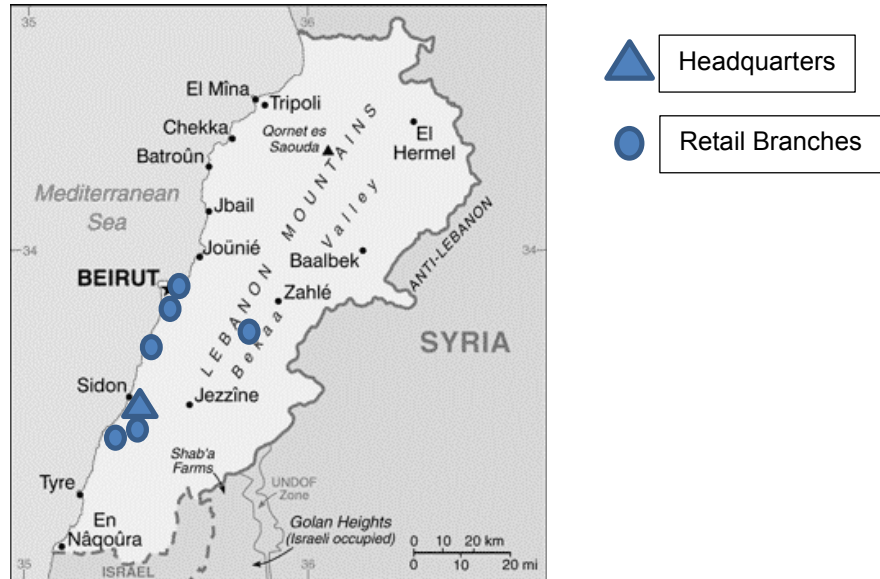 35
36
El Mîna
Tripoli
Chekka
Qornet es
Saouda
El
Hermel
Batroûn
Mediterranean
Sea
Jbail
LEBANON MOUNTAINS
Bekaa Valley
ANTI-LEBANON
34
34
Joünié
Baalbek
BEIRUT
Zahlé
SYRIA
Sidon
Jezzîne
Shab'a
Farms
UNDOF
Zone
Tyre
En
Nâqoûra
Golan Heights
(Israeli occupied)
0 10 20 km
0 10 20 mi
35
ISRAEL
36
Headquarters
Retail Branches